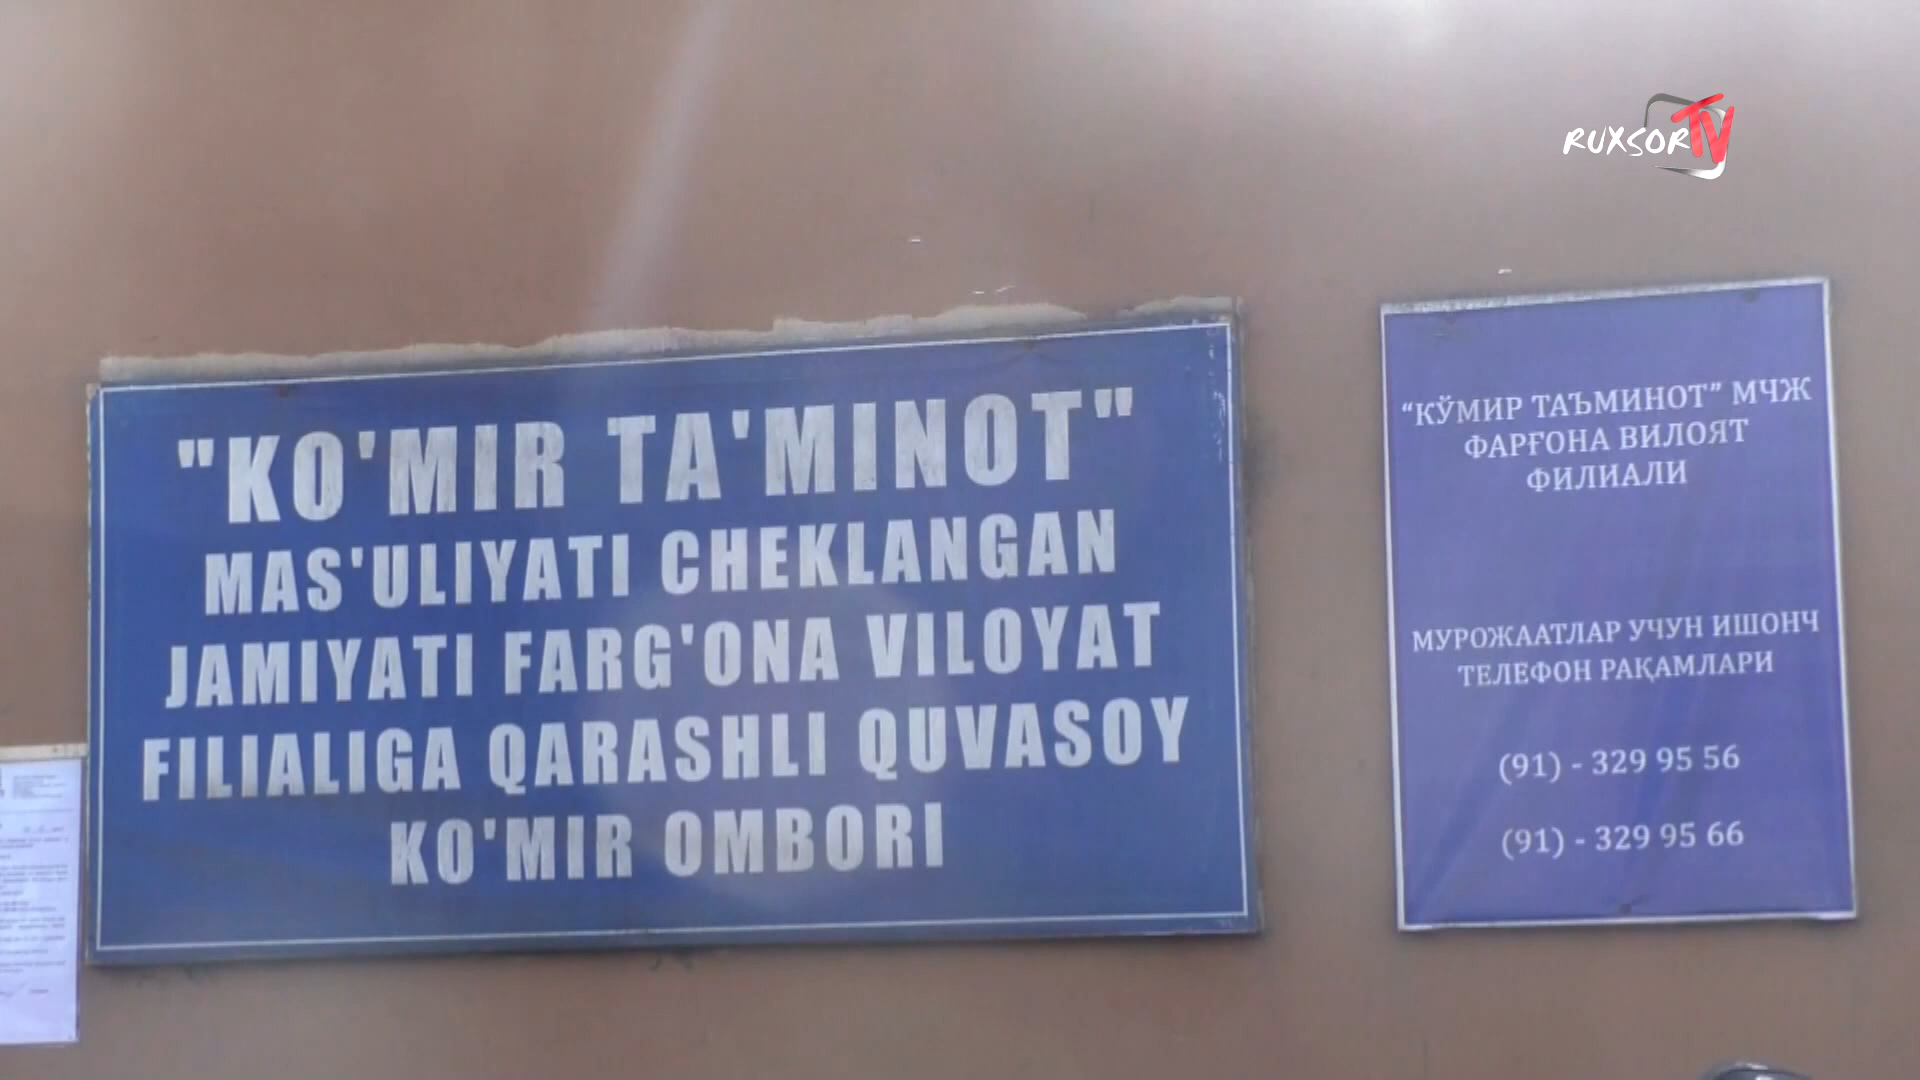 RUXSOR TV
"KO'MIR TA'MINOT"
MAS'ULIYATI CHEKLANGAN
JAMIYATI FARG'ONA VILOYAT
FILIALIGA QARASHLI QUVASOY
KO'MIR OMBORI
“КЎМИР ТАЪМИНОТ” МЧЖ
ФАРҒОНА ВИЛОЯТ
ФИЛИАЛИ
МУРОЖААТЛАР УЧУН ИШОНЧ
ТЕЛЕФОН РАҚАМЛАРИ
(91) - 329 95 56
(91) - 329 95 66